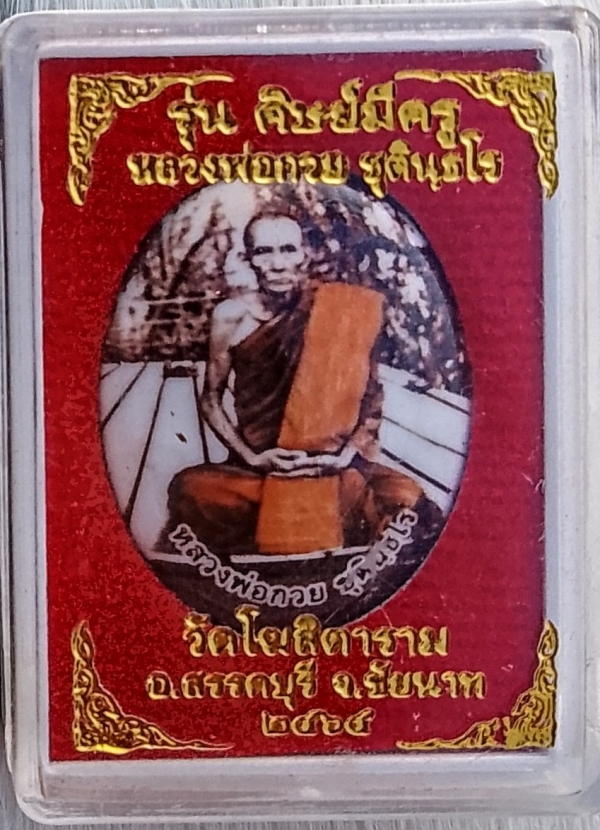 รุ่น ศิษย์มีครู
หลวงพ่อกวย ชุตินฺธโร
หลวงพ่อกวย ชุตินฺธโร
วัดโฆสิตาราม
อ.สรรคบุรี จ.ชัยนาท
๒๕๖๔